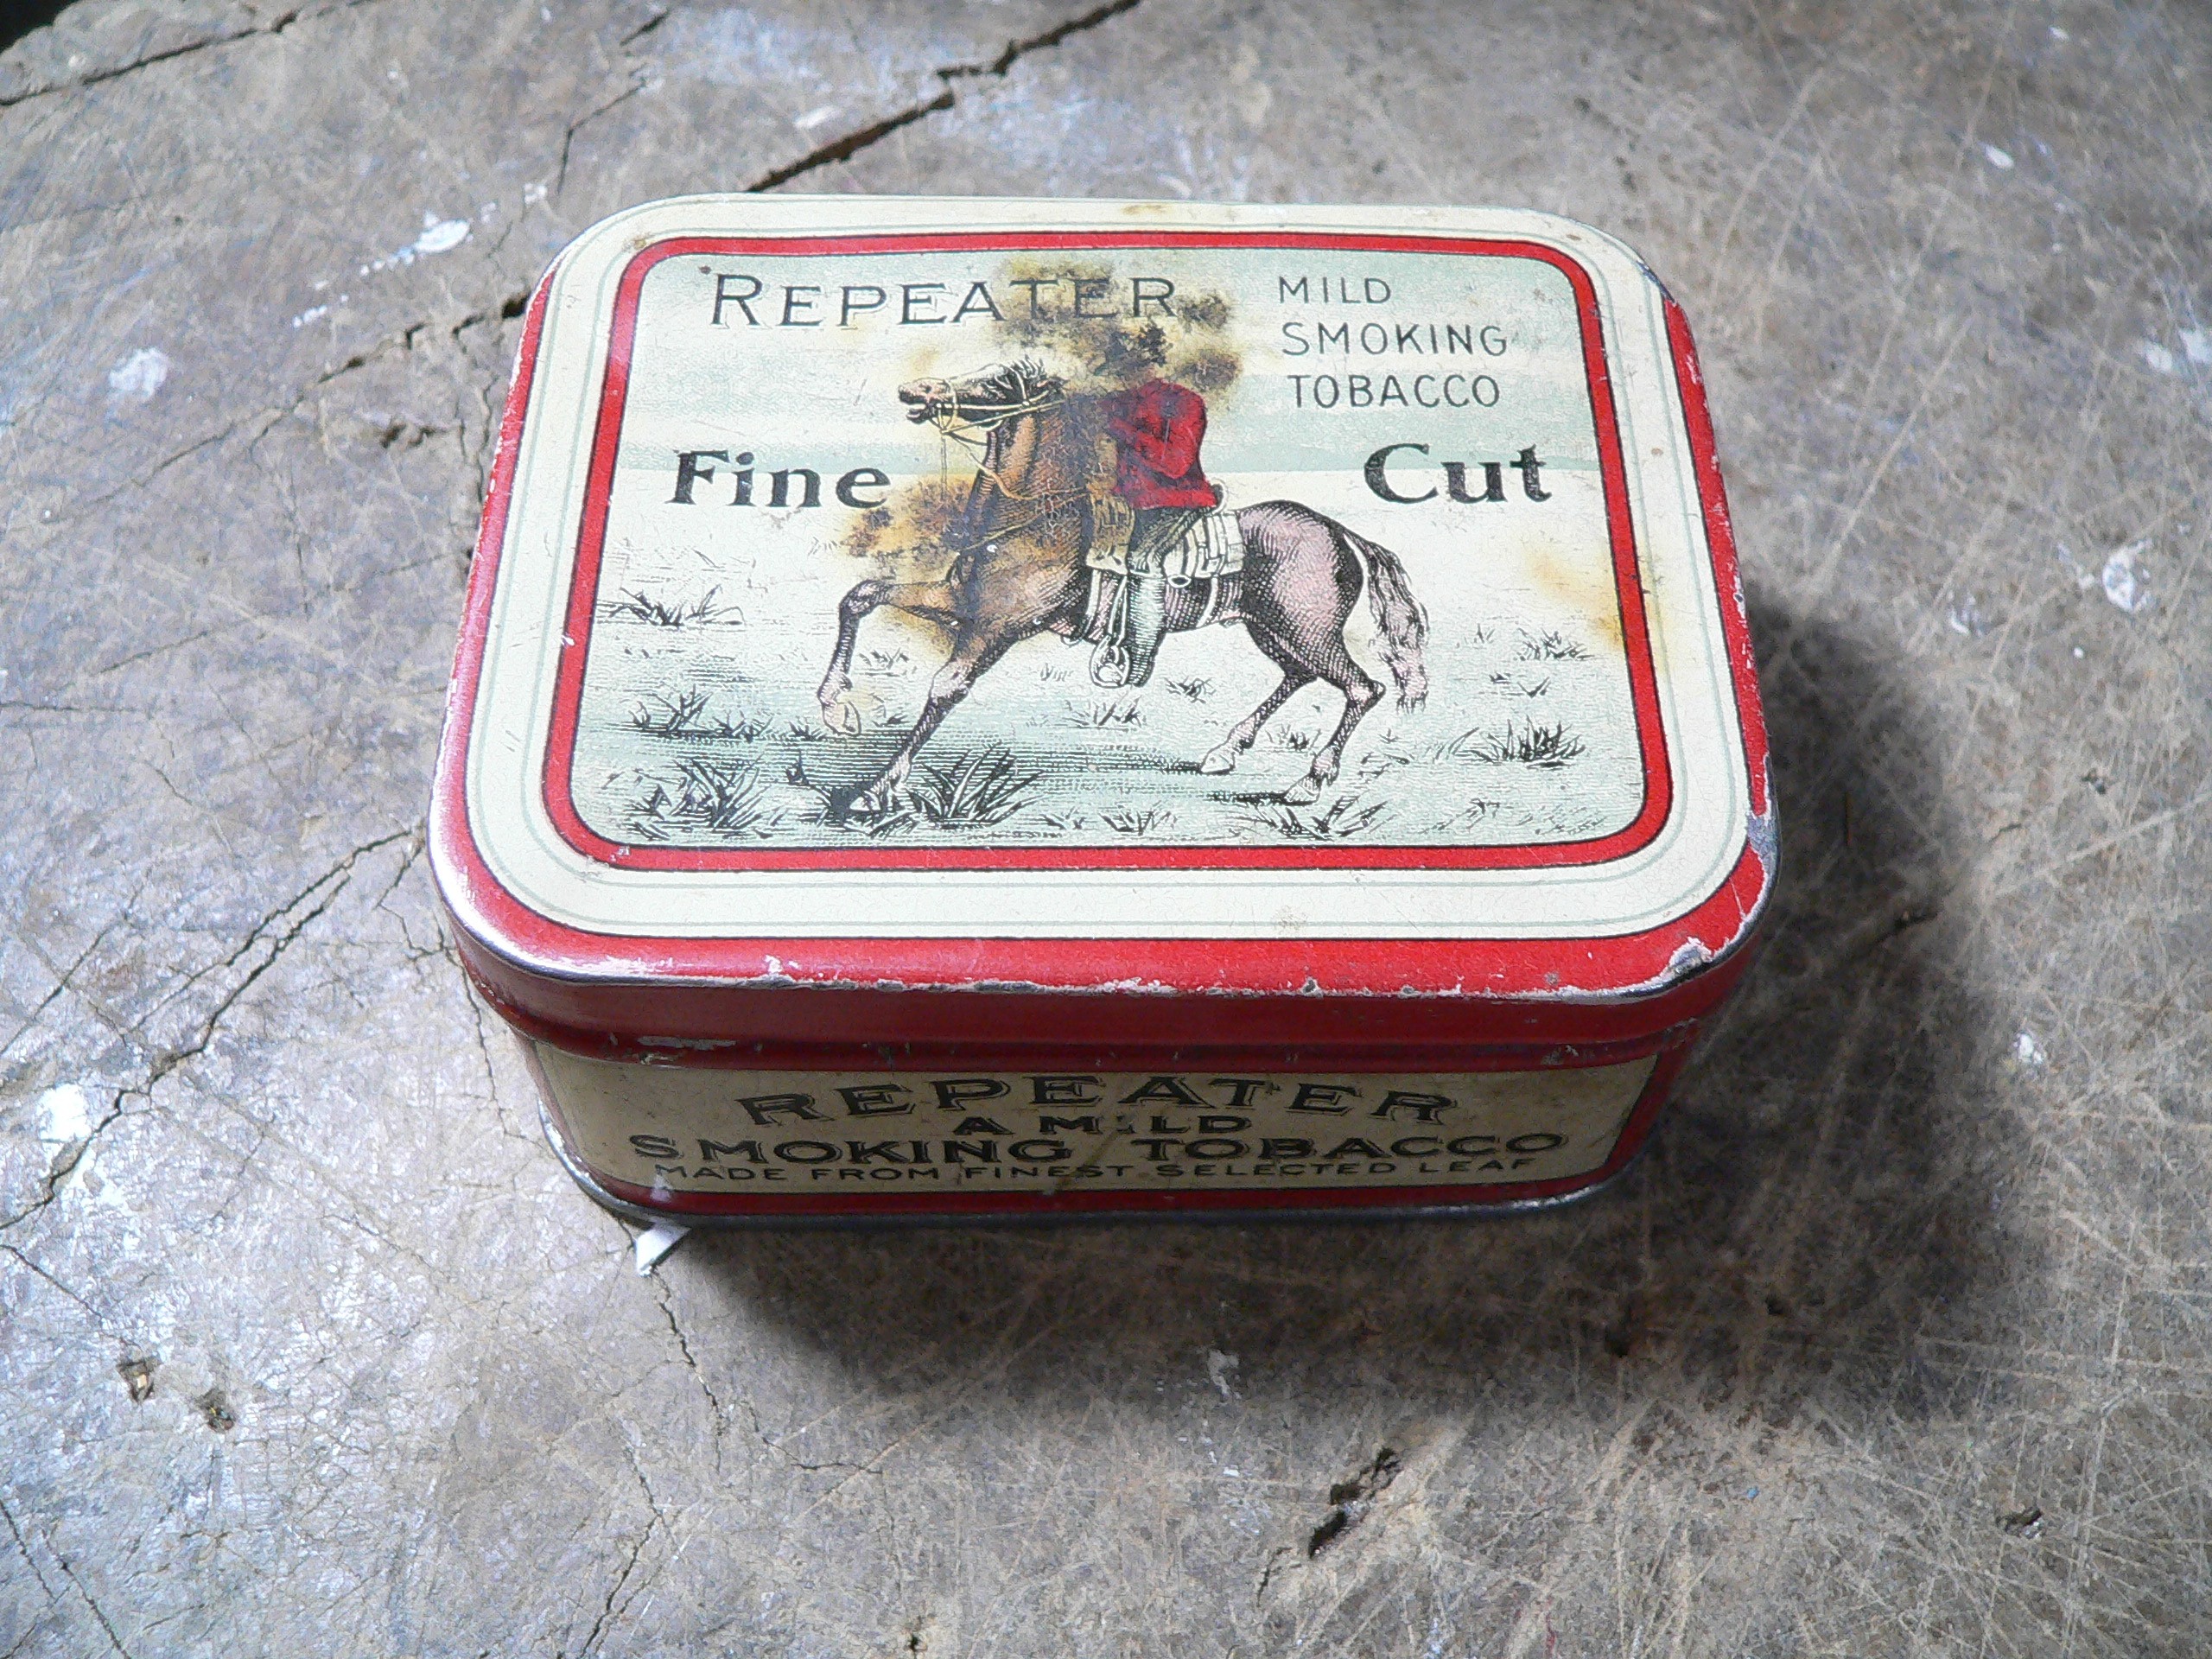 REPEATER
MILD
SMOKING
TOBACCO
Fine Cut
REPEATER
A MILD
SMOKING TOBACCO
MADE FROM FINEST SELECTED LEAF